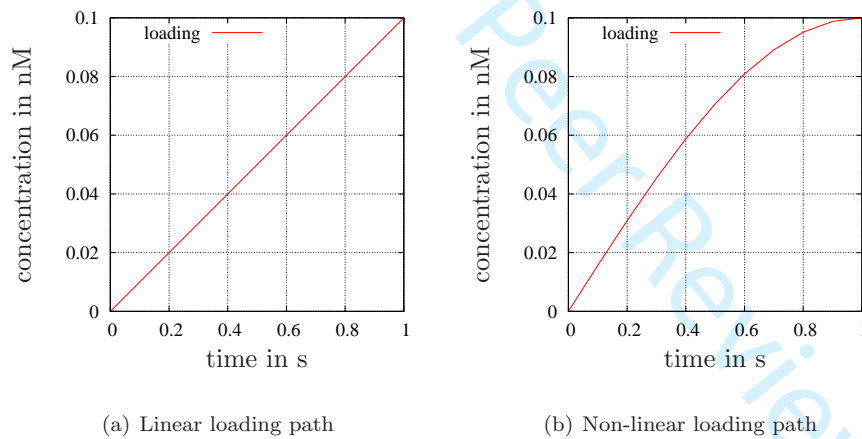 0.1
0.08
0.06
0.04
0.02
0
0 0.2 0.4 0.6 0.8 1
concentration in nM
time in s
loading
(a) Linear loading path
0.1
0.08
0.06
0.04
0.02
0
0 0.2 0.4 0.6 0.8 1
concentration in nM
time in s
loading
(b) Non-linear loading path
Peer Review